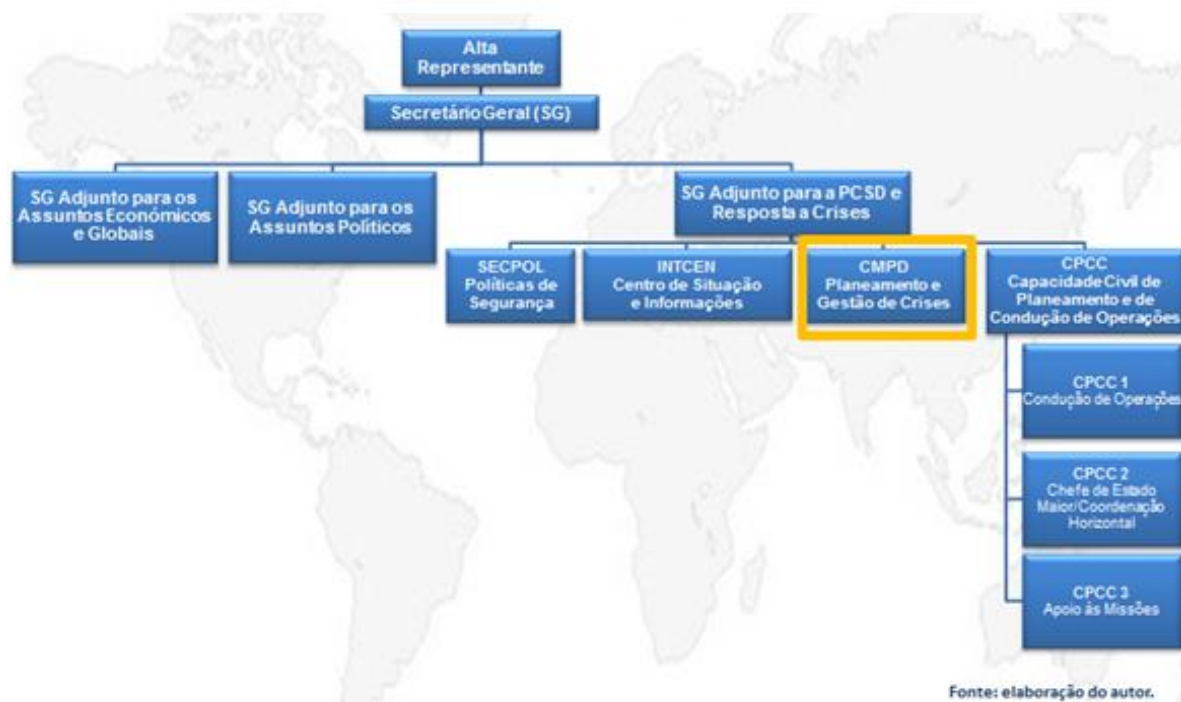 Alta
Representante
Secretário Geral (SG)
SG Adjunto para os
Assuntos Económicos
e Globais
SG Adjunto para os
Assuntos Políticos
SG Adjunto para a PCSD e
Resposta a Crises
SECPOL
Políticas de
Segurança
INTCEN
Centro de Situação
e Informações
CMPD
Planeamento e
Gestão de Crises
CPCC
Capacidade Civil de
Planeamento e de
Condução de Operações
CPCC 1
Condução de Operações
CPCC 2
Chefe de Estado
Maior/Coordenação
Horizontal
CPCC 3
Apoio às Missões
Fonte: elaboração do autor.